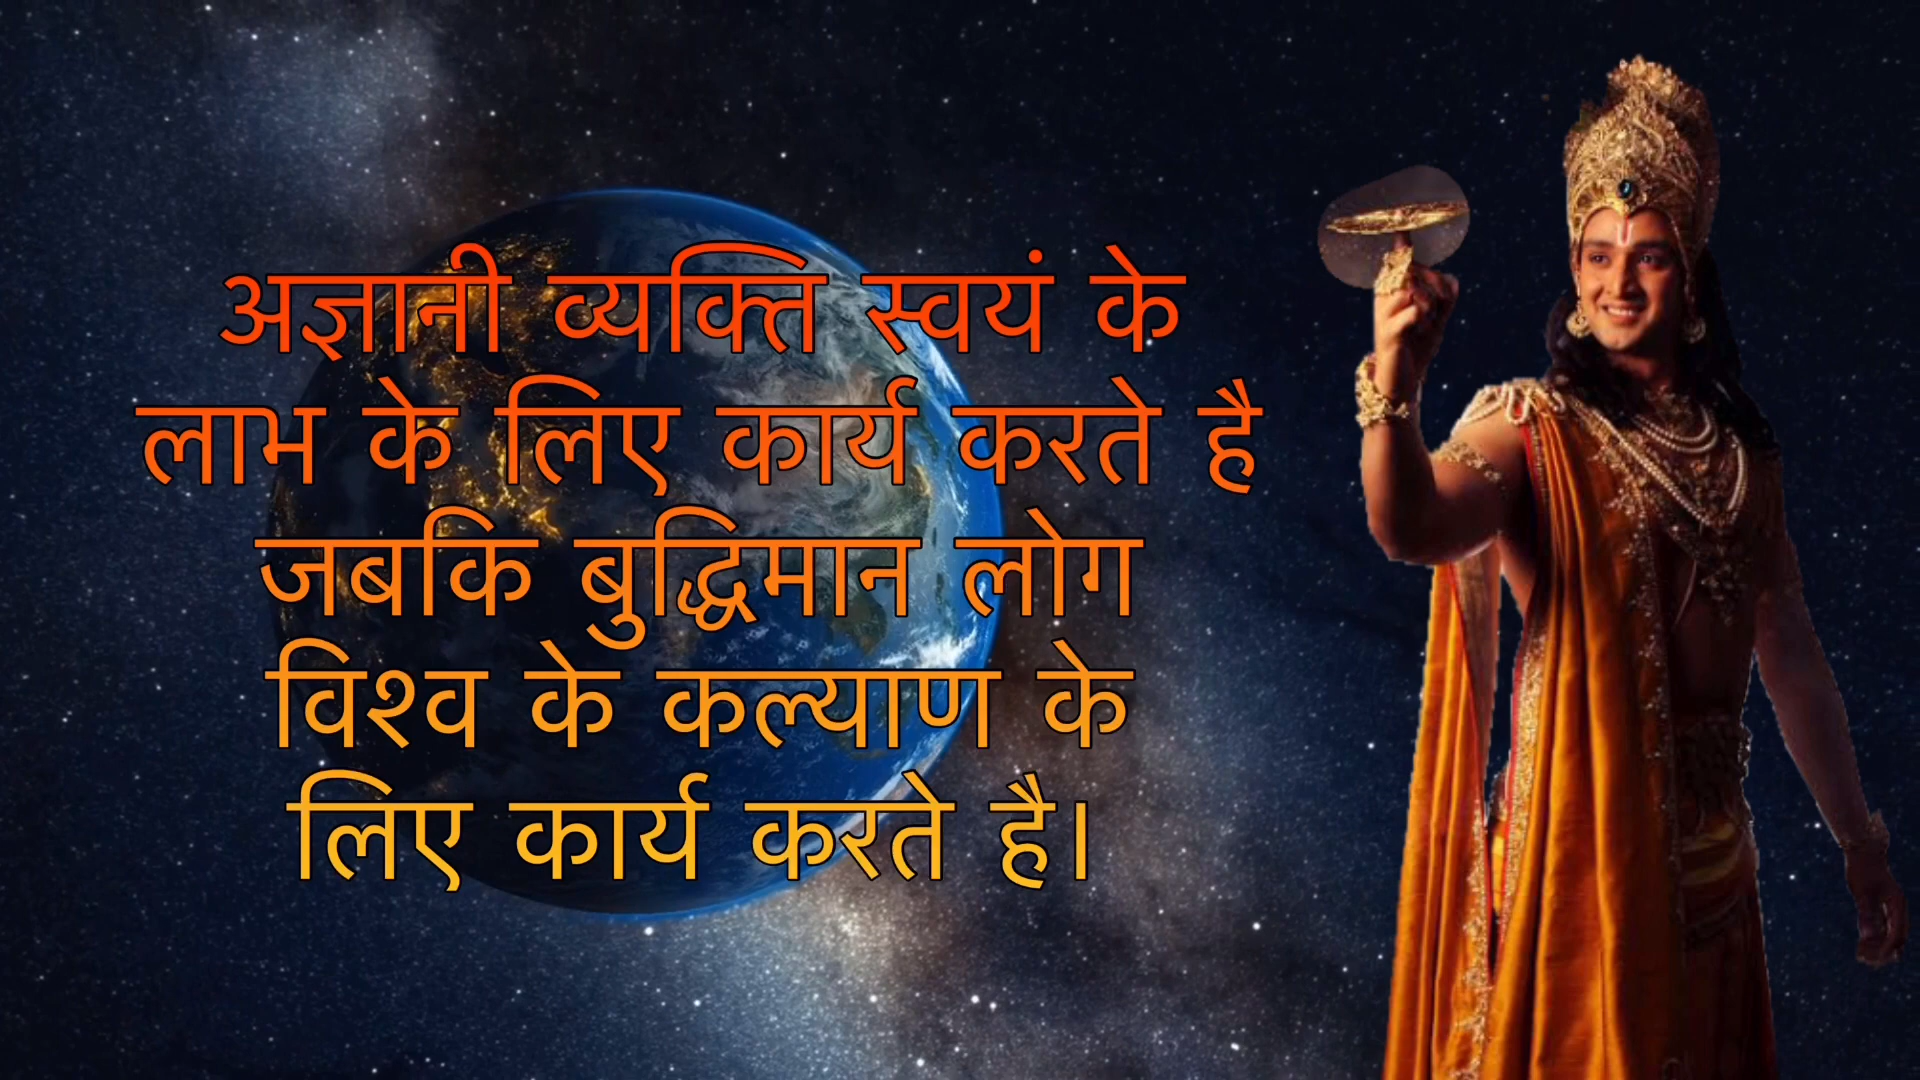 अज्ञानी व्यक्ति स्वयं के
लाभ के लिए कार्य करते है
जबकि बुद्धिमान लोग
विश्व के कल्याण के
लिए कार्य करते है।